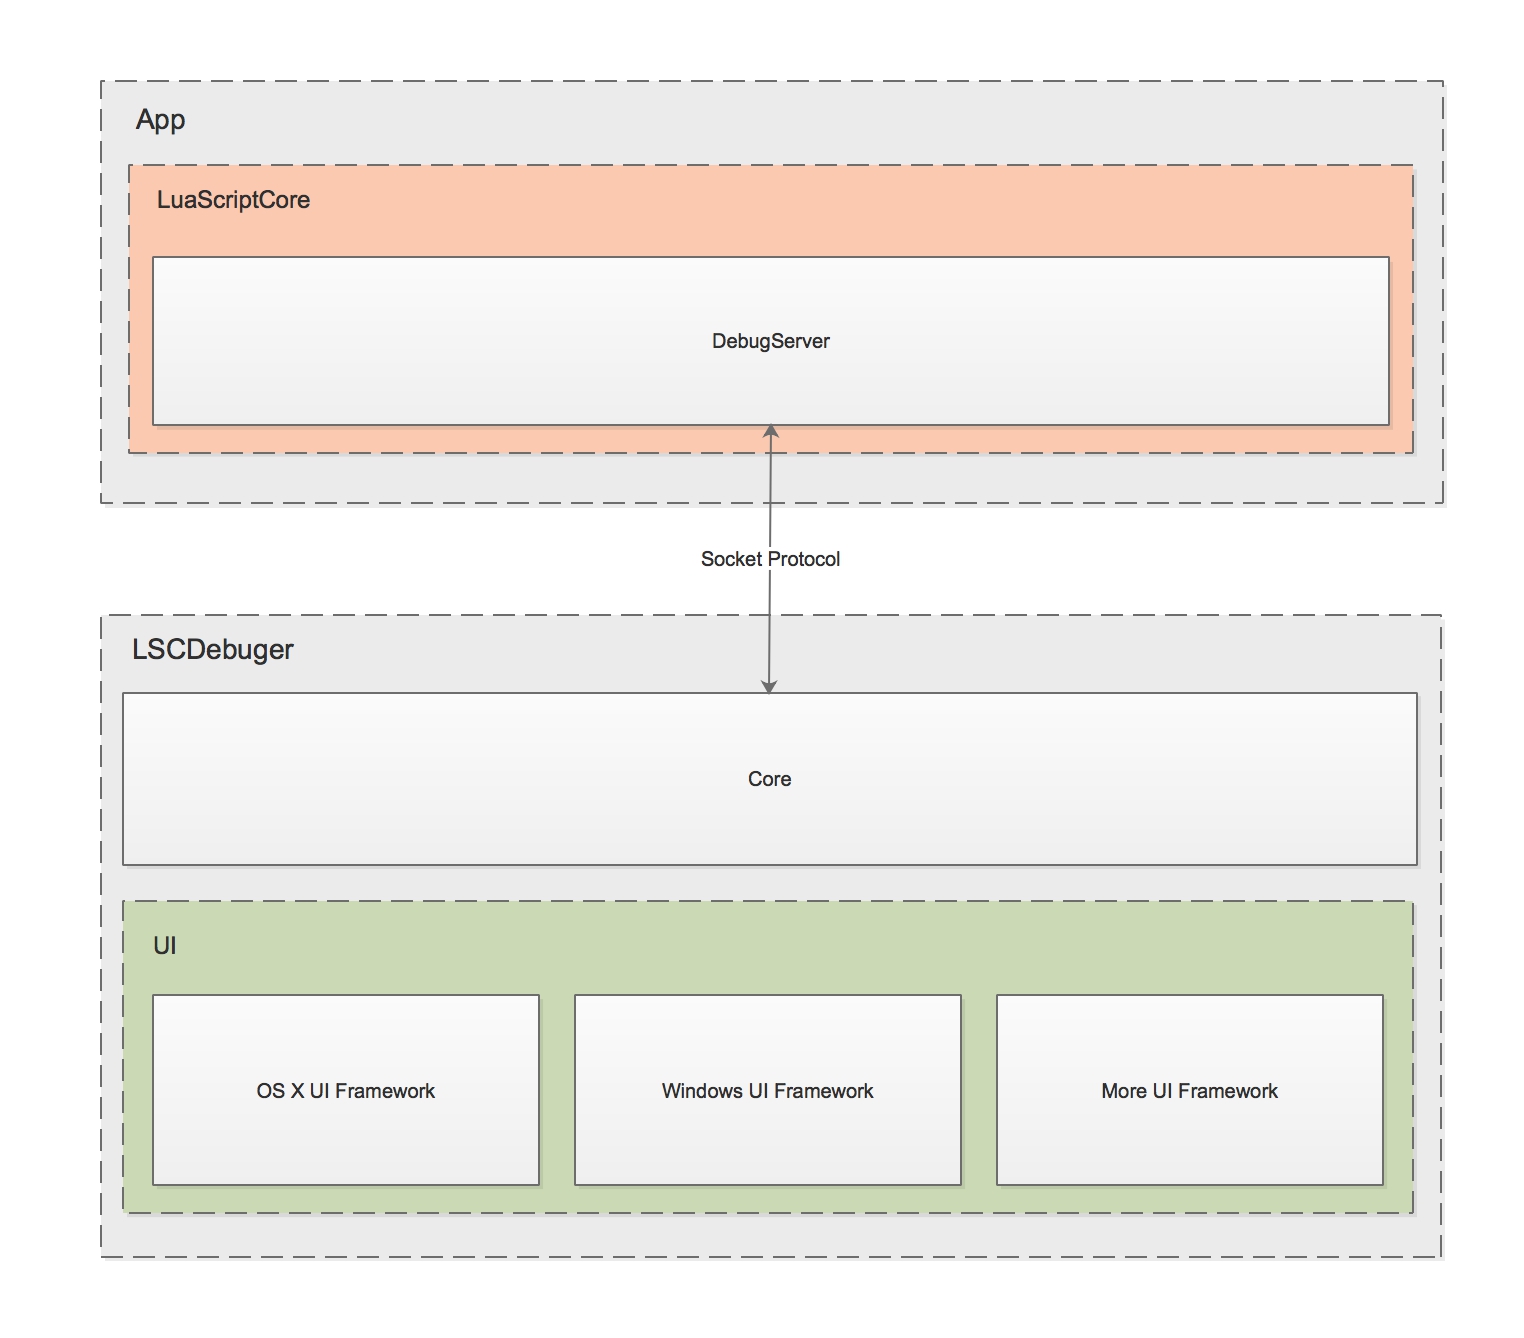 App
LuaScriptCore
DebugServer
Socket Protocol
LSCDebuger
Core
UI
OS X UI Framework
Windows UI Framework
More UI Framework